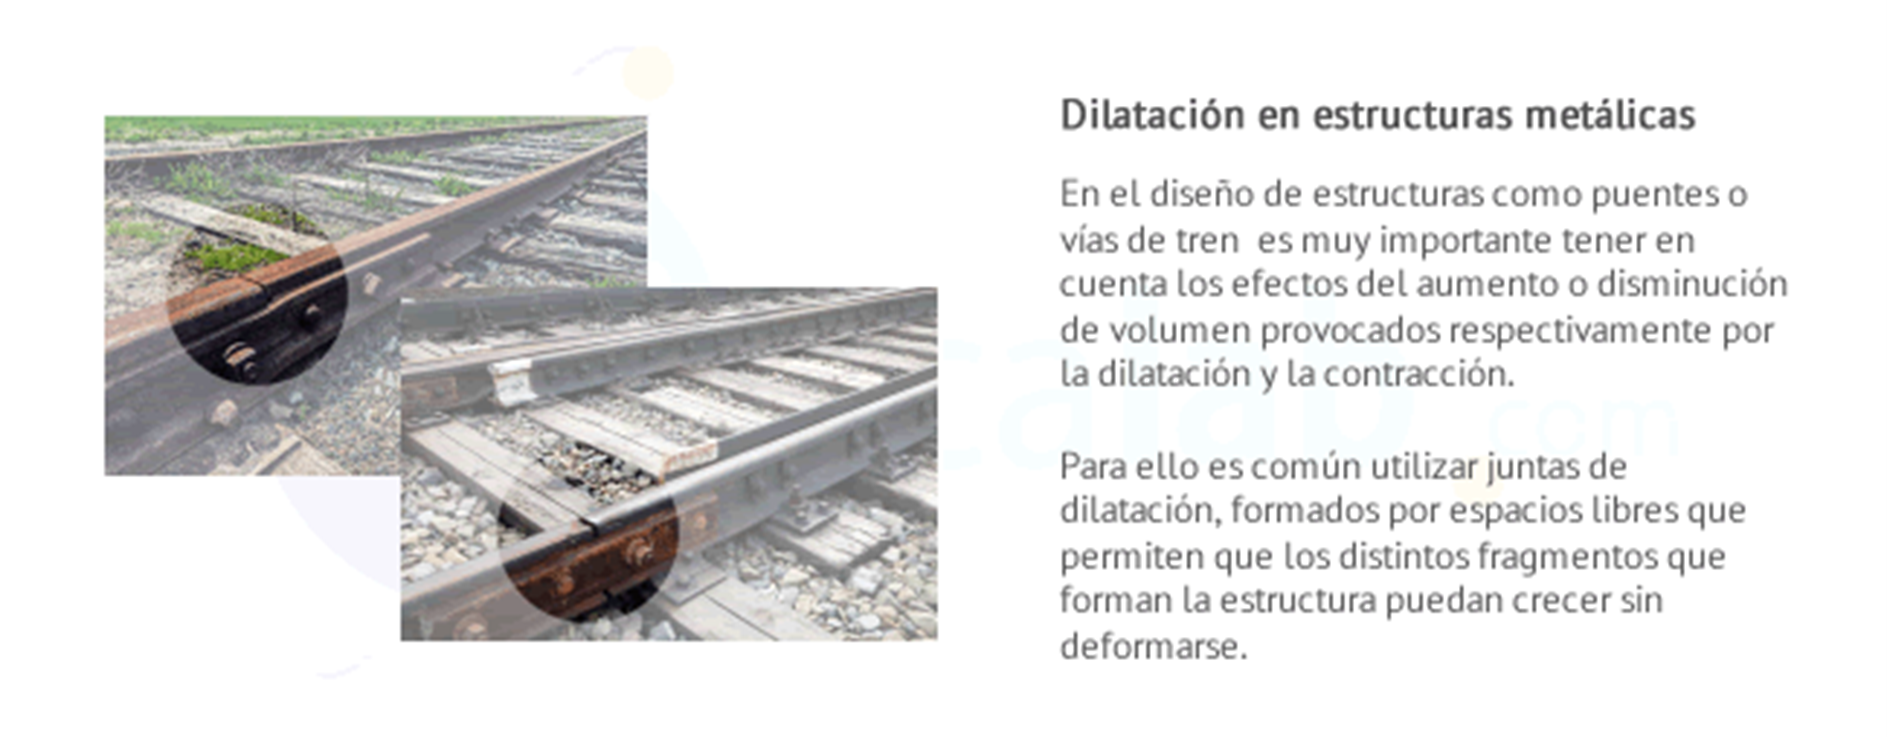 Dilatación en estructuras metálicas
En el diseño de estructuras como puentes o
vías de tren es muy importante tener en
cuenta los efectos del aumento o disminución
de volumen provocados respectivamente por
la dilatación y la contracción.
Para ello es común utilizar juntas de
dilatación, formados por espacios libres que
permiten que los distintos fragmentos que
forman la estructura puedan crecer sin
deformarse.
calab.com